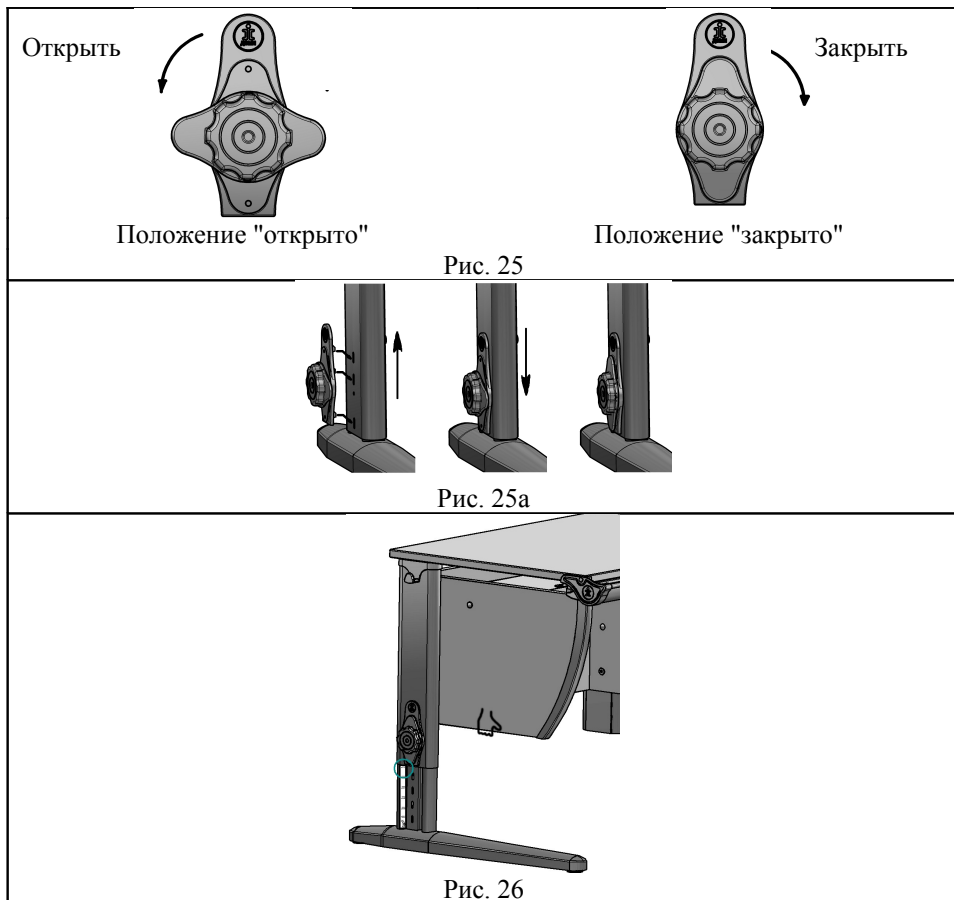 Открыть
Закрыть
Положение "открыто"
Положение "закрыто"
Рис. 25
Рис. 25а
Рис. 26